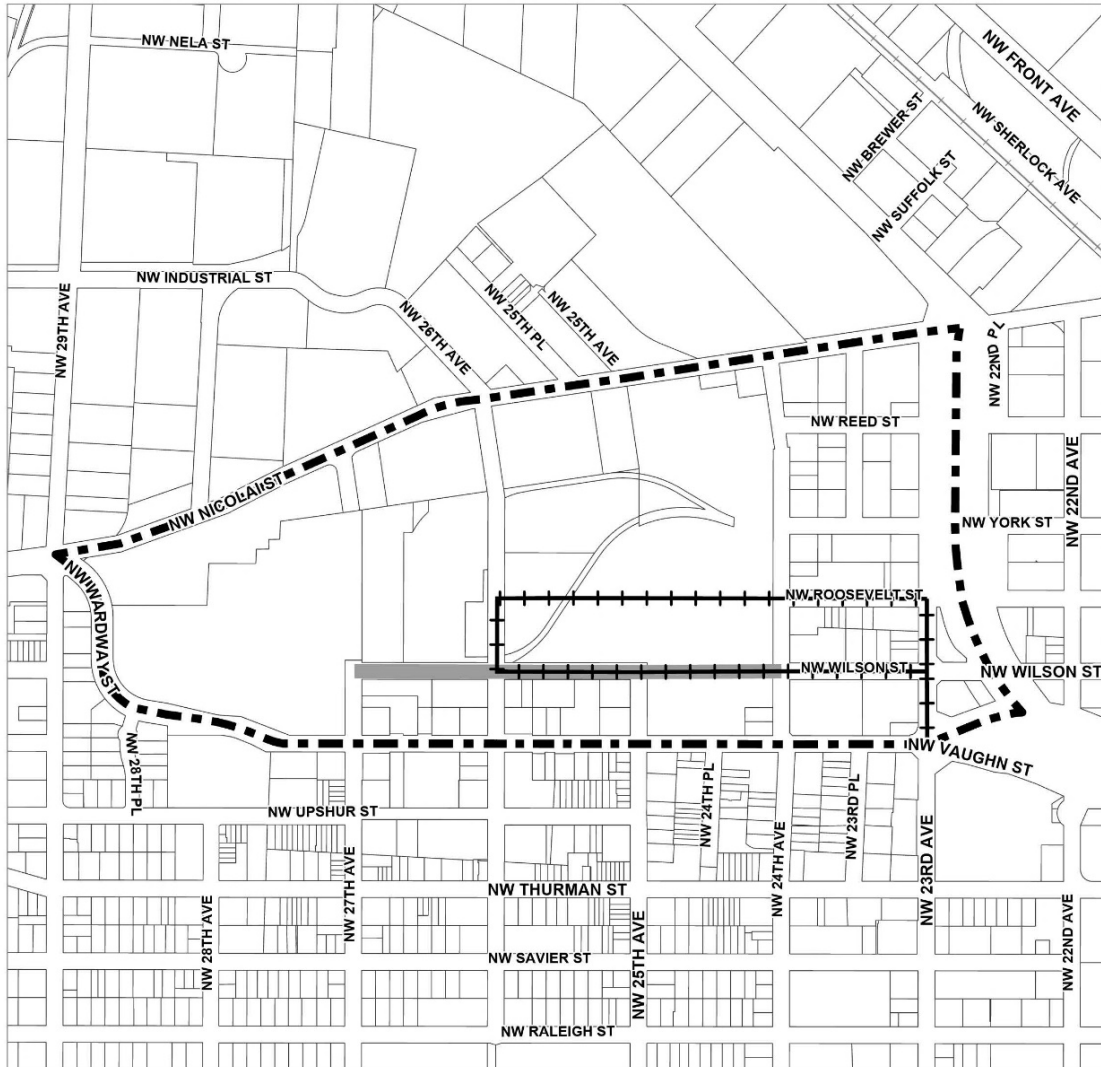 NW NELA ST
NW FRONT AVE
NW BREWER ST
NW SHERLOCK AVE
NW SUFFOLK ST
NW INDUSTRIAL ST
NW 29TH AVE
NW 26TH AVE
NW 25TH PL
NW 25TH AVE
NW 22ND PL
NW REED ST
NW 22ND AVE
NW NICOLAI ST
NW YORK ST
NW WARDWAY ST
NW ROOSEVELT ST
NW WILSON ST
NW WILSON ST
NW VAUGHN ST
NW 28TH PL
NW UPSHUR ST
NW 24TH PL
NW 23RD PL
NW 24TH AVE
NW 23RD AVE
NW 27TH AVE
NW THURMAN ST
NW 28TH AVE
NW 25TH AVE
NW 22ND AVE
NW SAVIER ST
NW RALEIGH ST